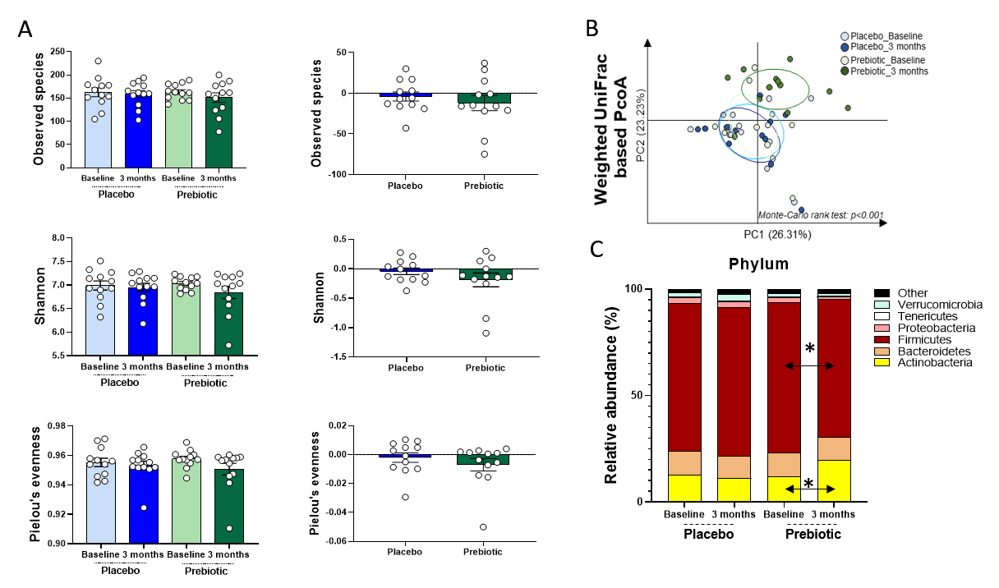 A
Observed species
250
200
150
100
50
0
Baseline 3 months Baseline 3 months
Placebo Prebiotic
Observed species
50
0
-50
-100
Placebo Prebiotic
Shannon
8.0
7.5
7.0
6.5
6.0
5.5
Baseline 3 months Baseline 3 months
Placebo Prebiotic
Shannon
0.5
0.0
-0.5
-1.0
-1.5
Placebo Prebiotic
Pielou's evenness
0.98
0.96
0.94
0.92
0.90
Baseline 3 months Baseline 3 months
Placebo Prebiotic
Pielou's evenness
0.02
0.00
-0.02
-0.04
-0.06
Placebo Prebiotic
B
Weighted UniFrac
based PcoA
PC2 (23.23%)
Placebo_Baseline
Placebo_3 months
Prebiotic_Baseline
Prebiotic_3 months
Monte-Carlo rank test: p<0.001
PC1 (26.31%)
C
Phylum
Relative abundance (%)
100
50
0
*
*
Baseline 3 months Baseline 3 months
Placebo Prebiotic
Other
Verrucomicrobia
Tenericutes
Proteobacteria
Firmicutes
Bacteroidetes
Actinobacteria